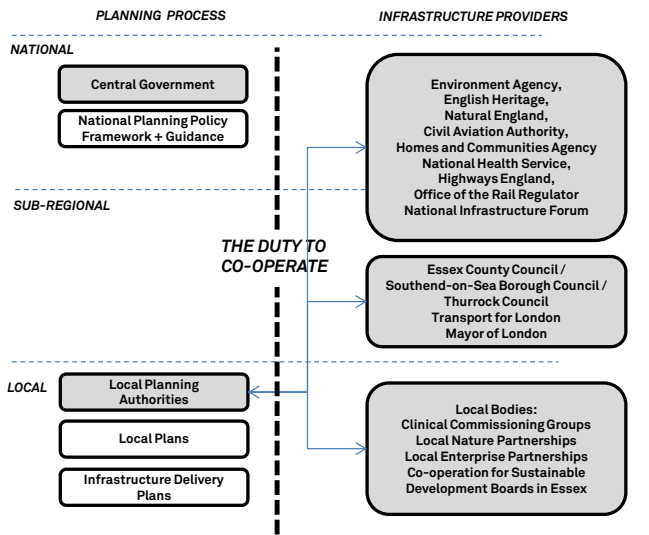 PLANNING PROCESS
INFRASTRUCTURE PROVIDERS
NATIONAL
Central Government
National Planning Policy
Framework + Guidance
Environment Agency,
English Heritage,
Natural England,
Civil Aviation Authority,
Homes and Communities Agency
National Health Service,
Highways England,
Office of the Rail Regulator
National Infrastructure Forum
SUB-REGIONAL
THE DUTY TO
CO-OPERATE
Essex County Council /
Southend-on-Sea Borough Council /
Thurrock Council
Transport for London
Mayor of London
LOCAL
Local Planning
Authorities
Local Plans
Infrastructure Delivery
Plans
Local Bodies:
Clinical Commissioning Groups
Local Nature Partnerships
Local Enterprise Partnerships
Co-operation for Sustainable
Development Boards in Essex